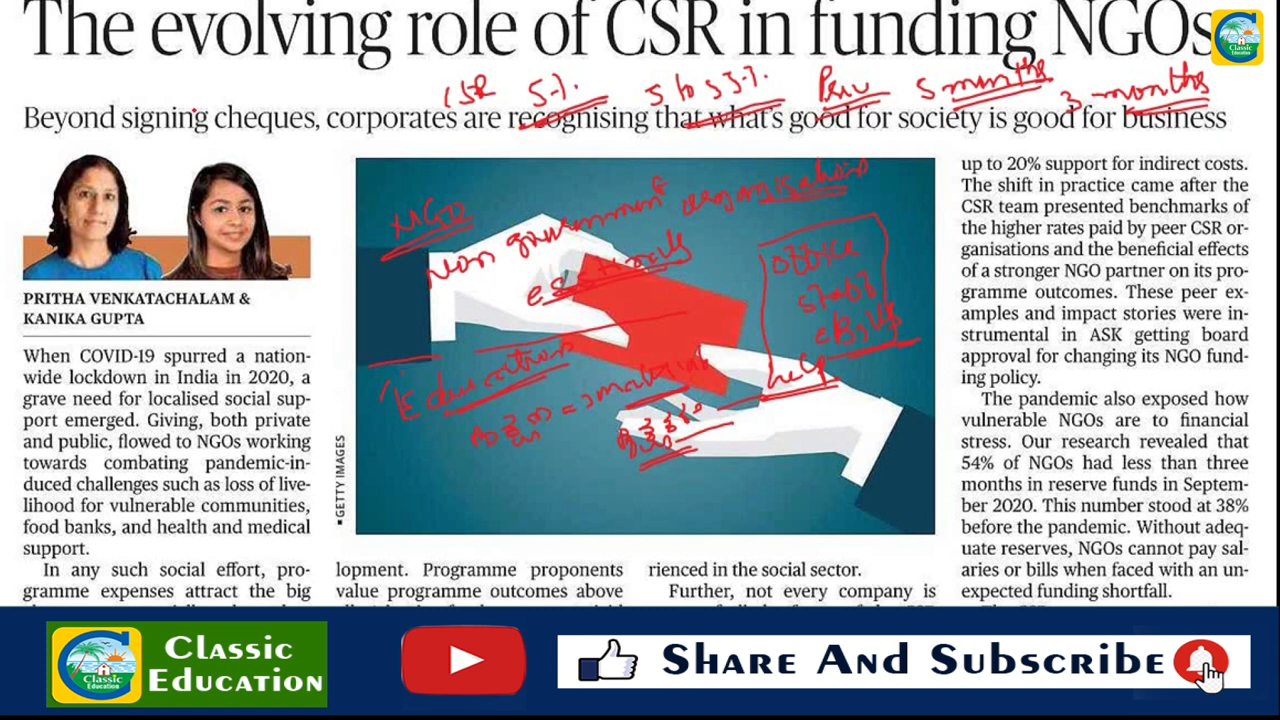 The evolving role of CSR in funding NGOs
Classic
Education
CSR 5% 5 to 55% Prev 5 months 3 months
Beyond signing cheques, corporates are recognising that what's good for society is good for business
PRITHA VENKATACHALAM &
KANIKA GUPTA
When COVID-19 spurred a nation-
wide lockdown in India in 2020, a
grave need for localised social sup-
port emerged. Giving, both private
and public, flowed to NGOs working
towards combating pandemic-in-
duced challenges such as loss of live-
lihood for vulnerable communities,
food banks, and health and medical
support.
In any such social effort, pro-
gramme expenses attract the big
NGO
Non government organisation
essentials
Education
office
staff
help
GETTY IMAGES
lopment. Programme proponents
value programme outcomes above
rienced in the social sector.
Further, not every company is
up to 20% support for indirect costs.
The shift in practice came after the
CSR team presented benchmarks of
the higher rates paid by peer CSR or-
ganisations and the beneficial effects
of a stronger NGO partner on its pro-
gramme outcomes. These peer ex-
amples and impact stories were in-
strumental in ASK getting board
approval for changing its NGO fund-
ing policy.
The pandemic also exposed how
vulnerable NGOs are to financial
stress. Our research revealed that
54% of NGOs had less than three
months in reserve funds in Septem-
ber 2020. This number stood at 38%
before the pandemic. Without adeq-
uate reserves, NGOs cannot pay sal-
aries or bills when faced with an un-
expected funding shortfall.
Classic
Education
Classic
Education
Share And Subscribe